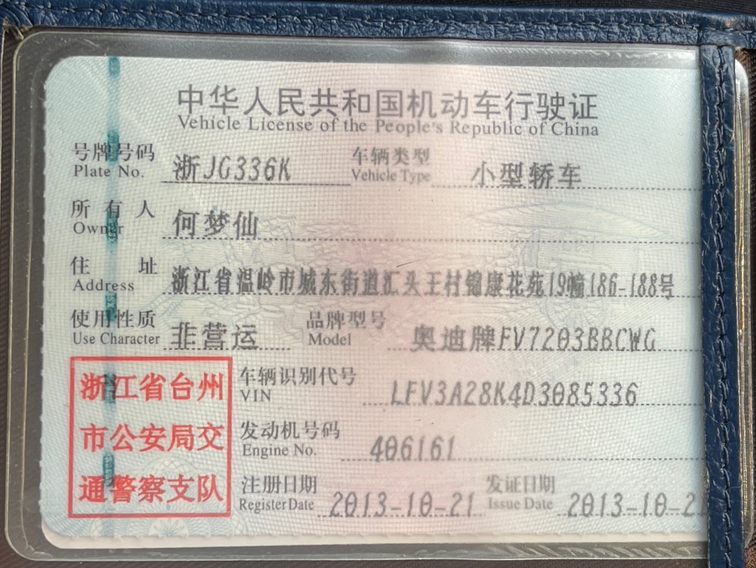 中华人民共和国机动车行驶证
Vehicle License of the People's Republic of China
号牌号码 浙JG336K 车辆类型 小型轿车
Plate No. Vehicle Type
所有人 何梦仙
Owner
住址 浙江省温岭市城东街道汇头王村锦康花苑19幢186-188号
Address
使用性质 非营运 品牌型号 奥迪牌FV7203BBCWG
Use Character Model
浙江省台州
市公安局交
通警察支队
车辆识别代号 LFV3A28K4D3085336
VIN
发动机号码 406161
Engine No.
注册日期 2013-10-21 发证日期 2013-10-21
Register Date Issue Date